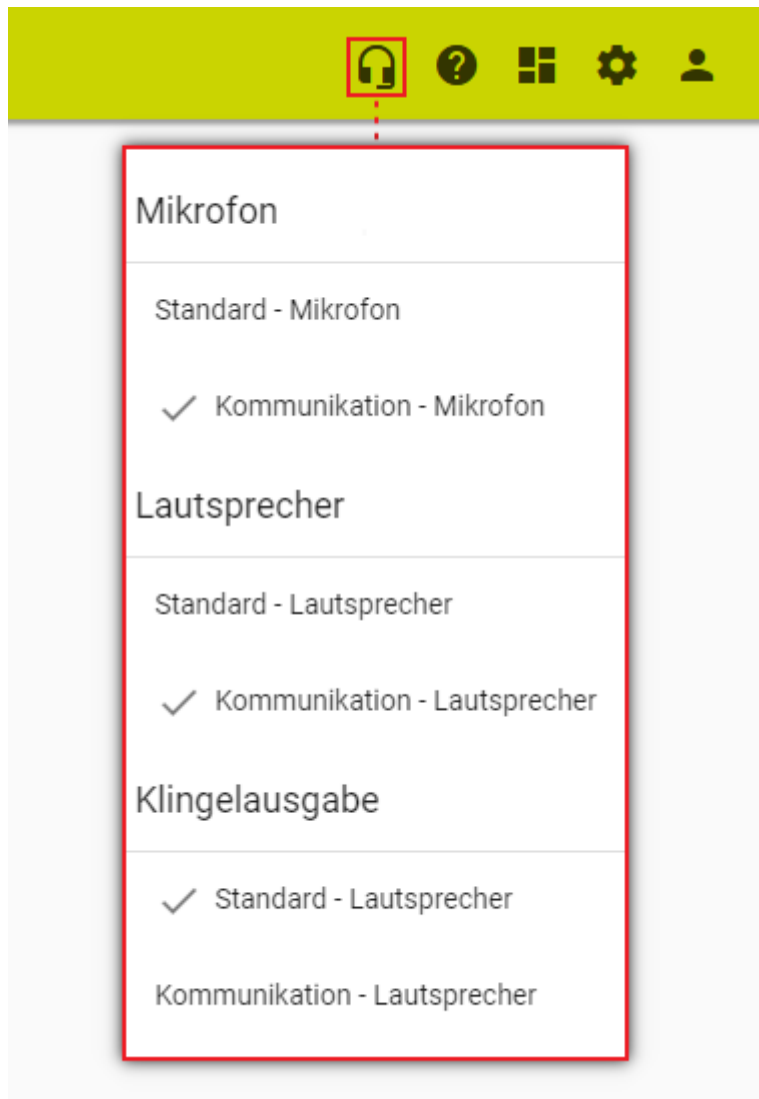 Mikrofon
Standard - Mikrofon
Kommunikation - Mikrofon
Lautsprecher
Standard - Lautsprecher
Kommunikation - Lautsprecher
Klingelausgabe
Standard - Lautsprecher
Kommunikation - Lautsprecher